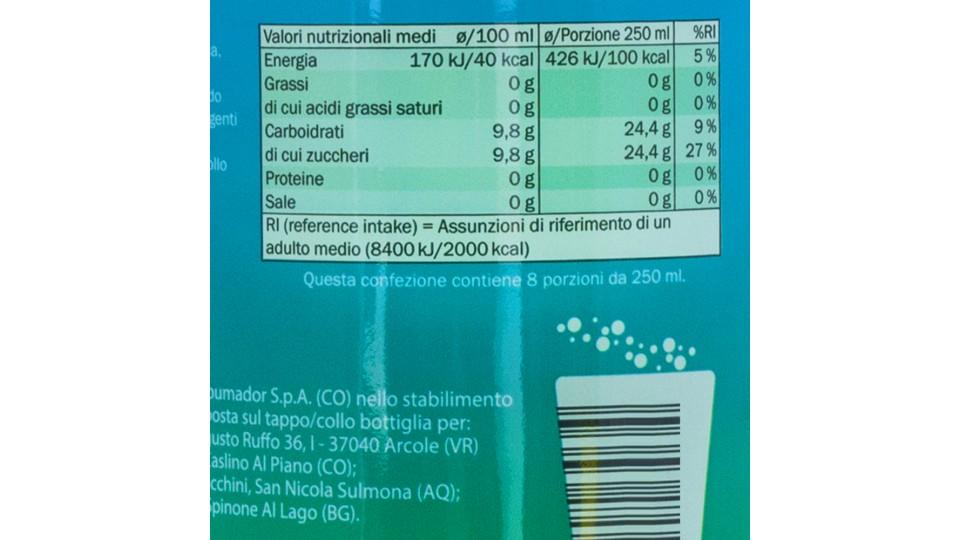 Valori nutrizionali medi ø/100 ml ø/Porzione 250 ml %RI
Energia 170 kJ/40 kcal 426 kJ/100 kcal 5 %
Grassi 0 g 0 g 0 %
di cui acidi grassi saturi 0 g 0 g 0 %
Carboidrati 9,8 g 24,4 g 9 %
di cui zuccheri 9,8 g 24,4 g 27 %
Proteine 0 g 0 g 0 %
Sale 0 g 0 g 0 %
RI (reference intake) = Assunzioni di riferimento di un
adulto medio (8400 kJ/2000 kcal)
Questa confezione contiene 8 porzioni da 250 ml.
S.p.A. (CO) nello stabilimento
sul tappo/collo bottiglia per:
Ruffo 36, I - 37040 Arcole (VR)
Al Piano (CO);
San Nicola Sulmona (AQ);
Al Lago (BG).